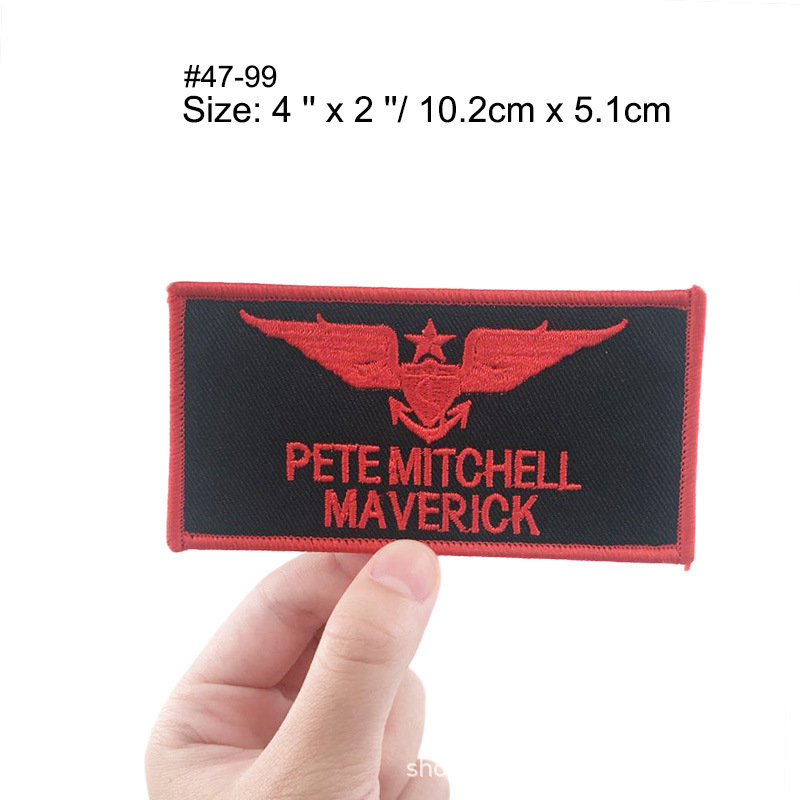 #47-99
Size: 4 " x 2 "/ 10.2cm x 5.1cm
PETE MITCHELL
MAVERICK